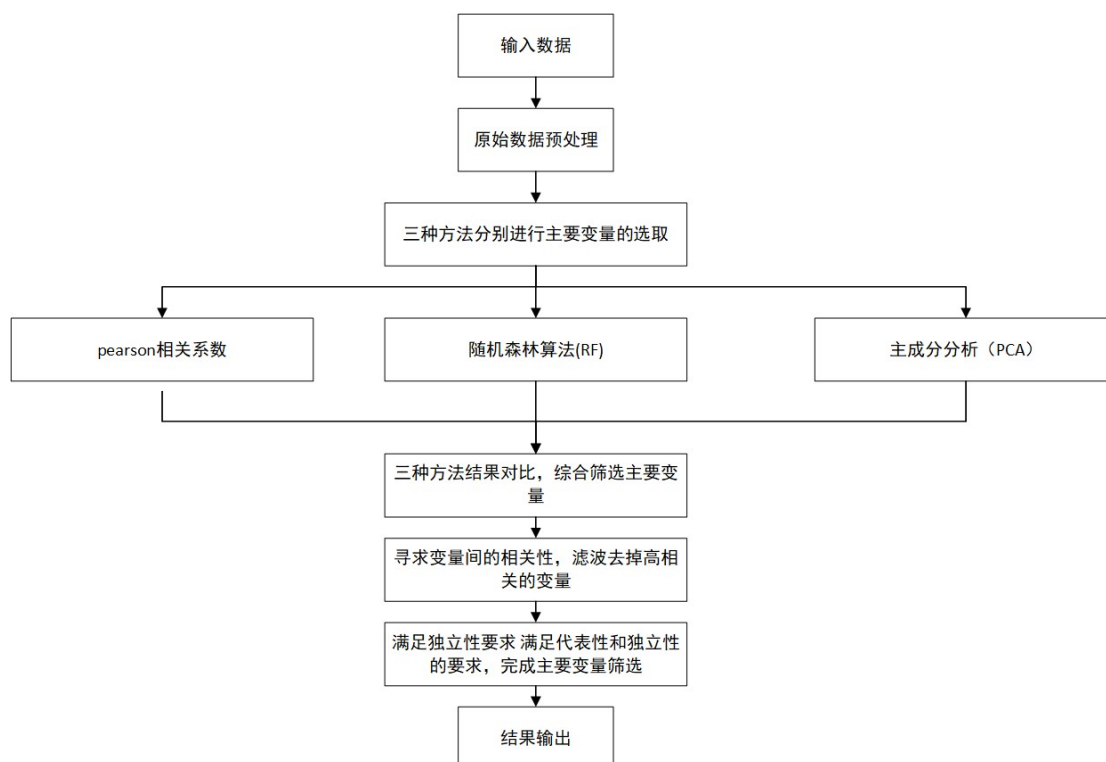 输入数据
原始数据预处理
三种方法分别进行主要变量的选取
pearson相关系数
随机森林算法(RF)
主成分分析（PCA）
三种方法结果对比，综合筛选主要变
量
寻求变量间的相关性，滤波去掉高相
关的变量
满足独立性要求 满足代表性和独立性
的要求，完成主要变量筛选
结果输出